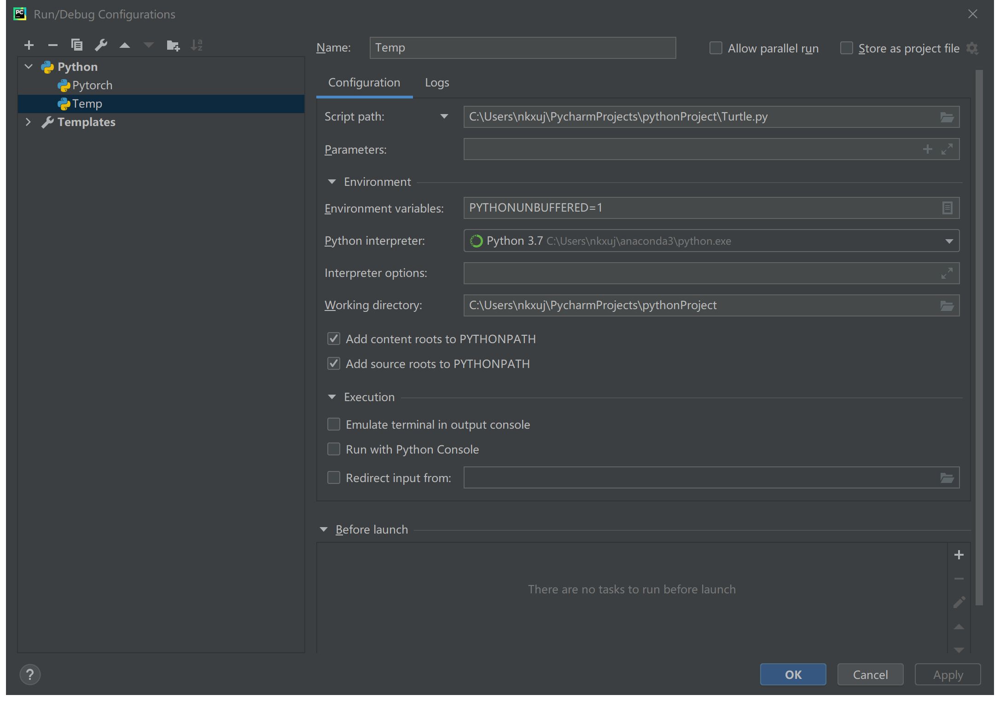 Run/Debug Configurations
Name: Temp Allow parallel run Store as project file
Python
Pytorch
Temp
Templates
Configuration Logs
Script path: C:\Users\nkxuj\PycharmProjects\pythonProject\Turtle.py
Parameters:
Environment
Environment variables: PYTHONUNBUFFERED=1
Python interpreter: Python 3.7 C:\Users\nkxuj\anaconda3\python.exe
Interpreter options:
Working directory: C:\Users\nkxuj\PycharmProjects\pythonProject
Add content roots to PYTHONPATH
Add source roots to PYTHONPATH
Execution
Emulate terminal in output console
Run with Python Console
Redirect input from:
Before launch
There are no tasks to run before launch
? OK Cancel Apply